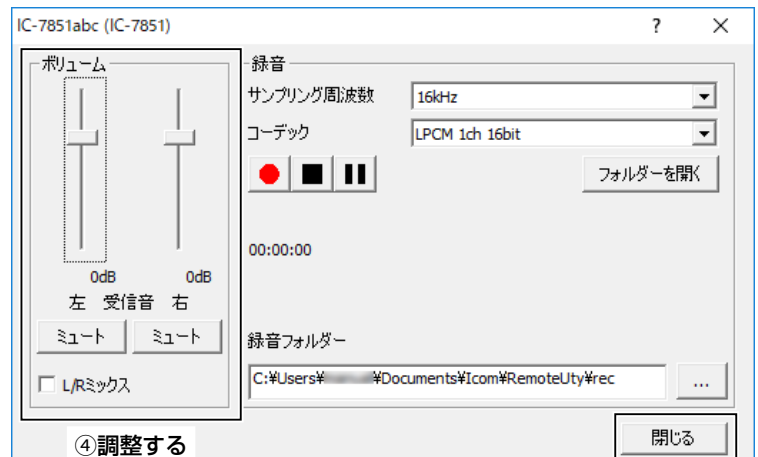 IC-7851abc (IC-7851)
ボリューム
0dB 0dB
左 受信音 右
ミュート ミュート
L/Rミックス
④調整する
録音
サンプリング周波数 16kHz
コーデック LPCM 1ch 16bit
フォルダーを開く
00:00:00
録音フォルダー
C:¥Users¥ ¥Documents¥Icom¥RemoteUty¥rec ...
閉じる